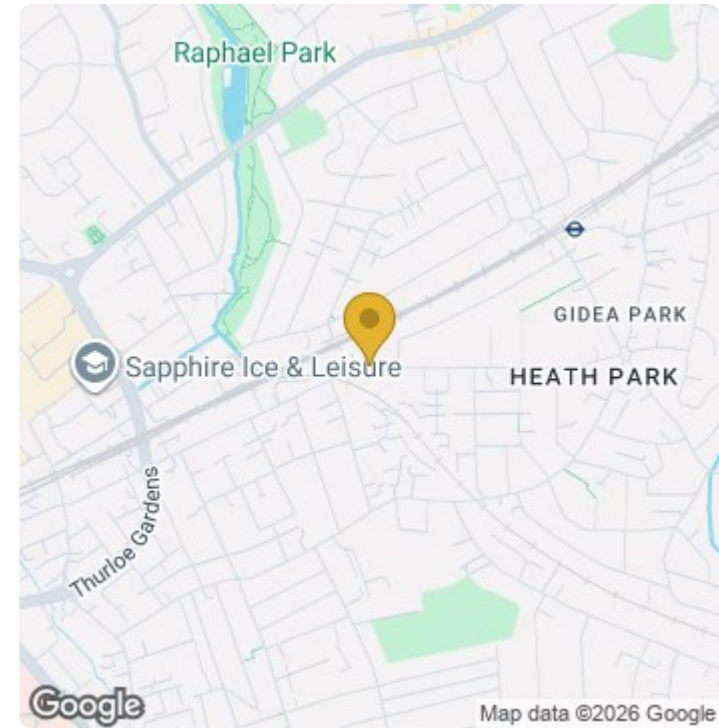 Raphael Park
GIDEA PARK
Sapphire Ice & Leisure
HEATH PARK
Thurloe Gardens
Google
Map data ©2026 Google